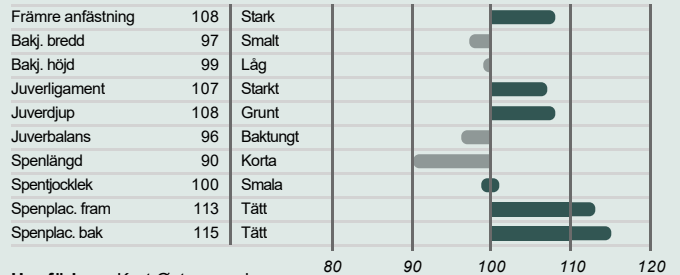 Främre anfästning 108 Stark
Bakj. bredd 97 Smalt
Bakj. höjd 99 Låg
Juverligament 107 Starkt
Juverdjup 108 Grunt
Juverbalans 96 Baktungt
Spenlängd 90 Korta
Spentjocklek 100 Smala
Spenplac. fram 113 Tätt
Spenplac. bak 115 Tätt
80 90 100 110 120